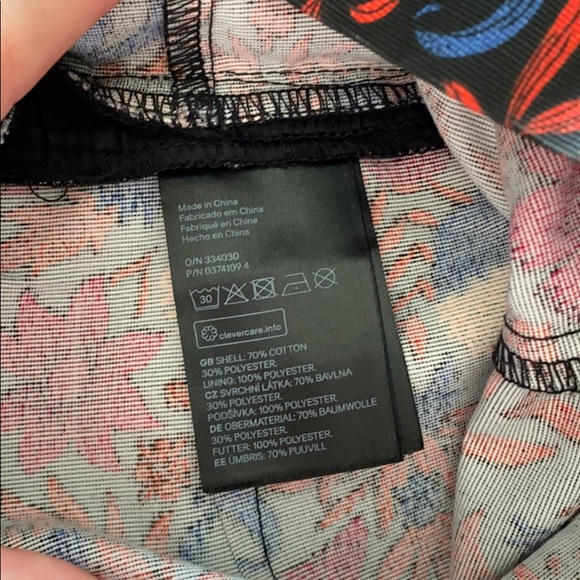 Made in China
Fabricado em China
Fabriqué en China
Hecho en China
O/N 334030
P/N 0374109 4
30
clevercare.info
GB SHELL: 70% COTTON
30% POLYESTER.
LINING: 100% POLYESTER.
CZ SVRCHNÍ LÁTKA: 70% BAVLNA
30% POLYESTER.
PODŠÍVKA: 100% POLYESTER.
DE OBERMATERIAL: 70% BAUMWOLLE
30% POLYESTER.
FUTTER: 100% POLYESTER.
EE ÜMBRIS: 70% PUUVILL